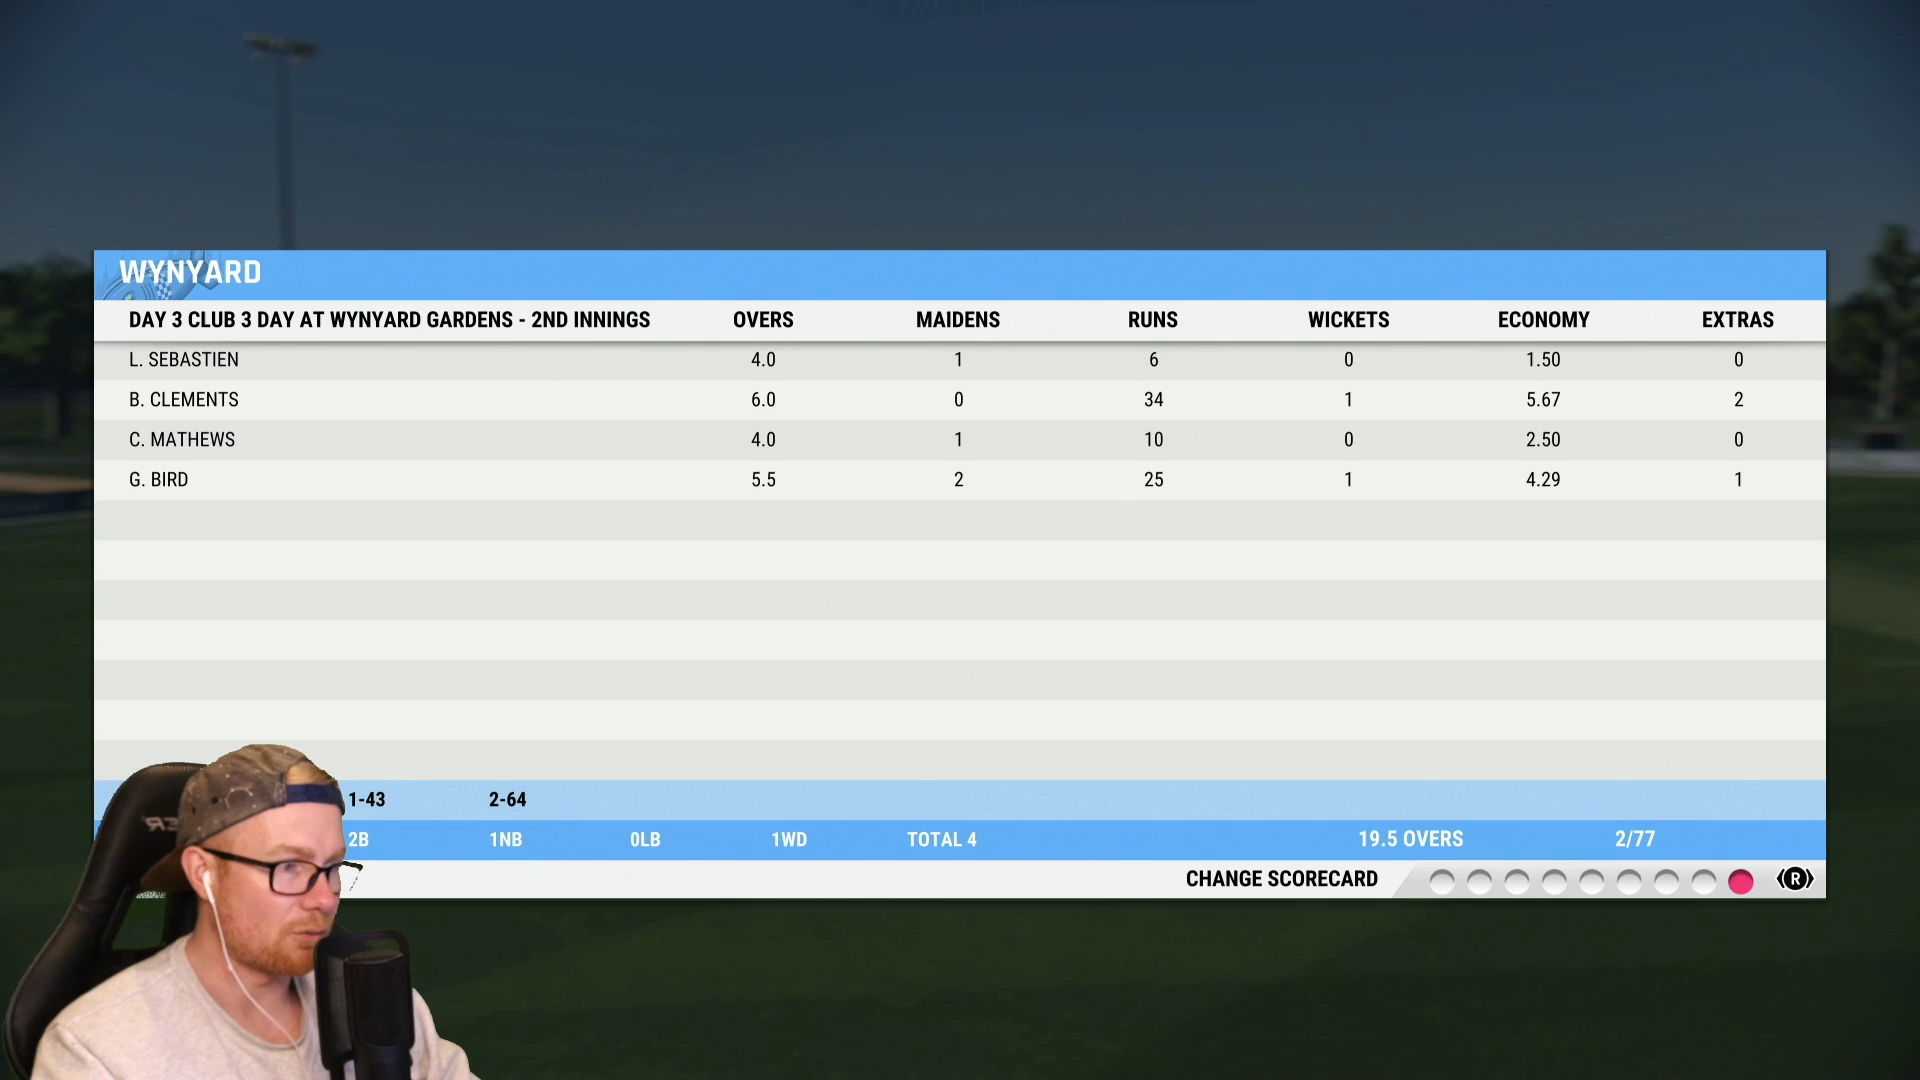 WYNYARD
DAY 3 CLUB 3 DAY AT WYNYARD GARDENS - 2ND INNINGS OVERS MAIDENS RUNS WICKETS ECONOMY EXTRAS
L. SEBASTIEN 4.0 1 6 0 1.50 0
B. CLEMENTS 6.0 0 34 1 5.67 2
C. MATHEWS 4.0 1 10 0 2.50 0
G. BIRD 5.5 2 25 1 4.29 1
1-43 2-64
2B 1NB 0LB 1WD TOTAL 4 19.5 OVERS 2/77
CHANGE SCORECARD R